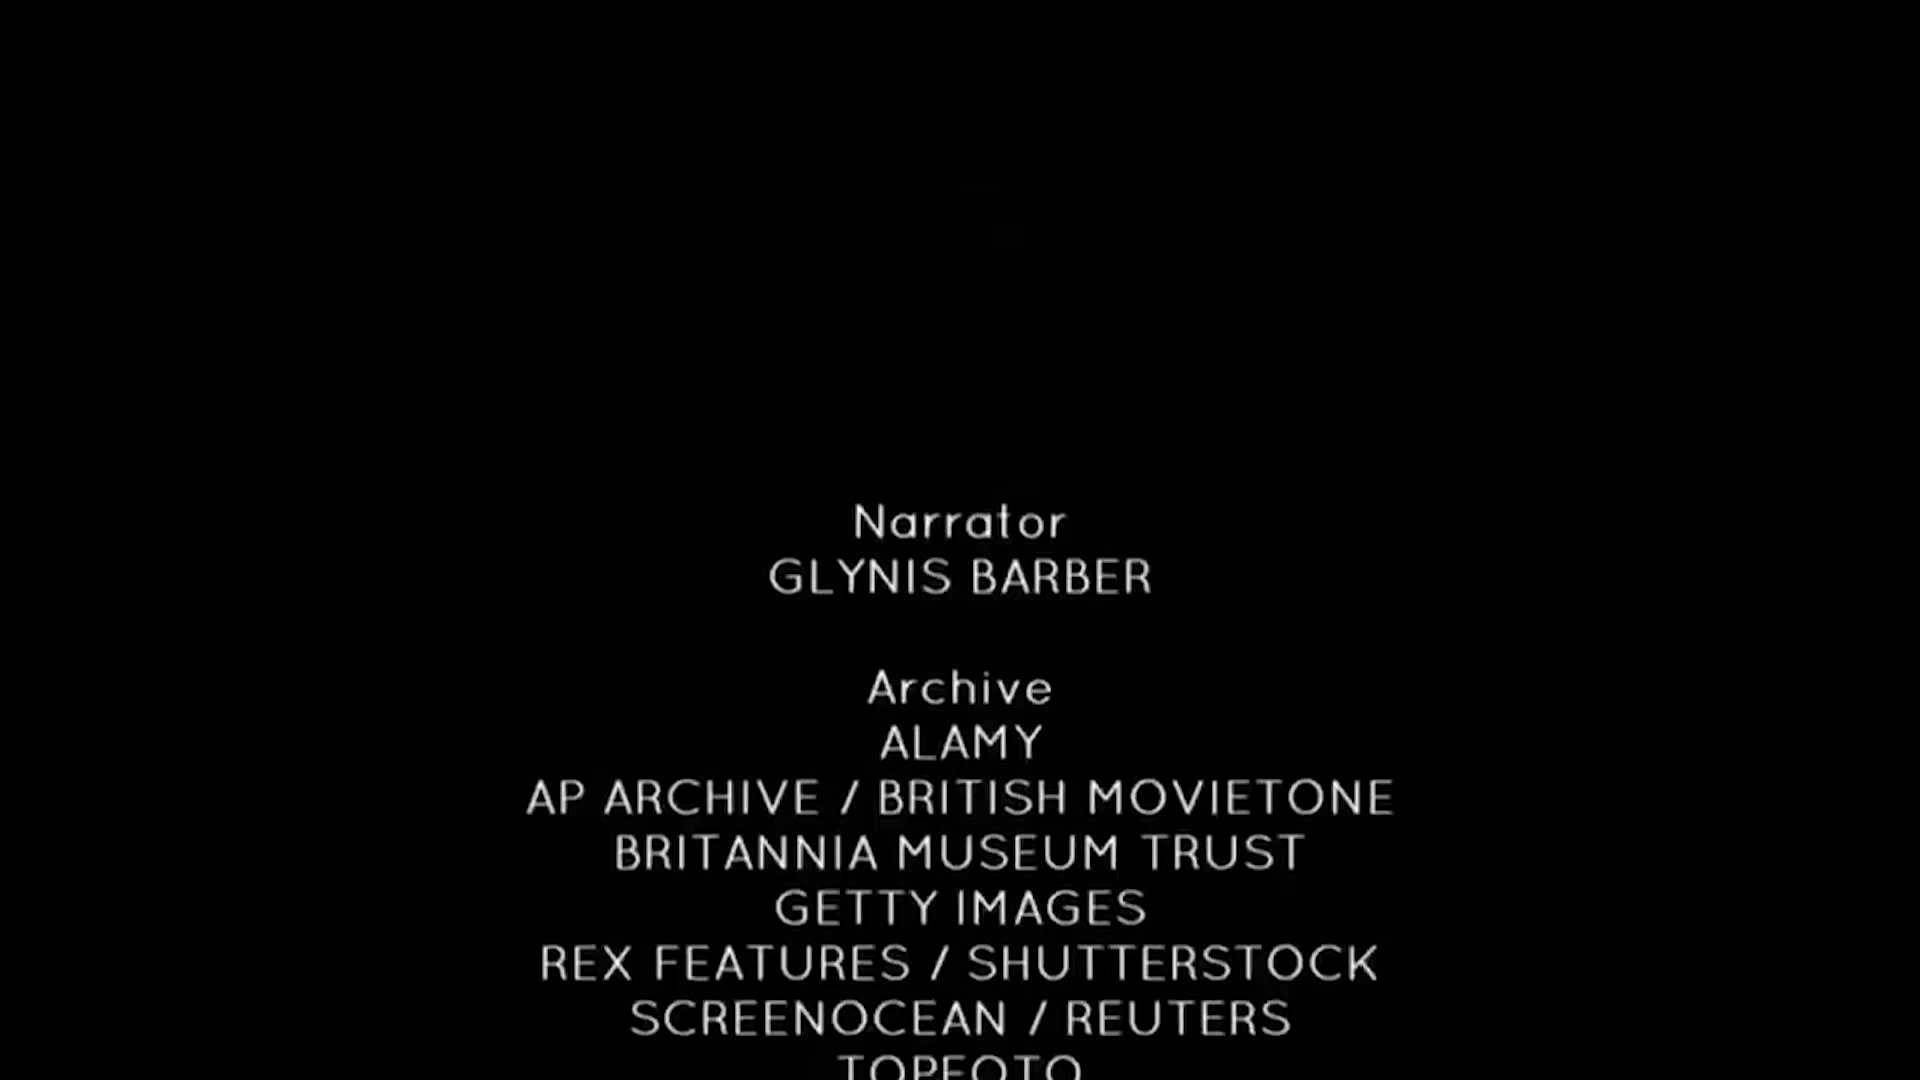 Narrator
GLYNIS BARBER
Archive
ALAMY
AP ARCHIVE / BRITISH MOVIETONE
BRITANNIA MUSEUM TRUST
GETTY IMAGES
REX FEATURES / SHUTTERSTOCK
SCREENOCEAN / REUTERS
TOPFOTO